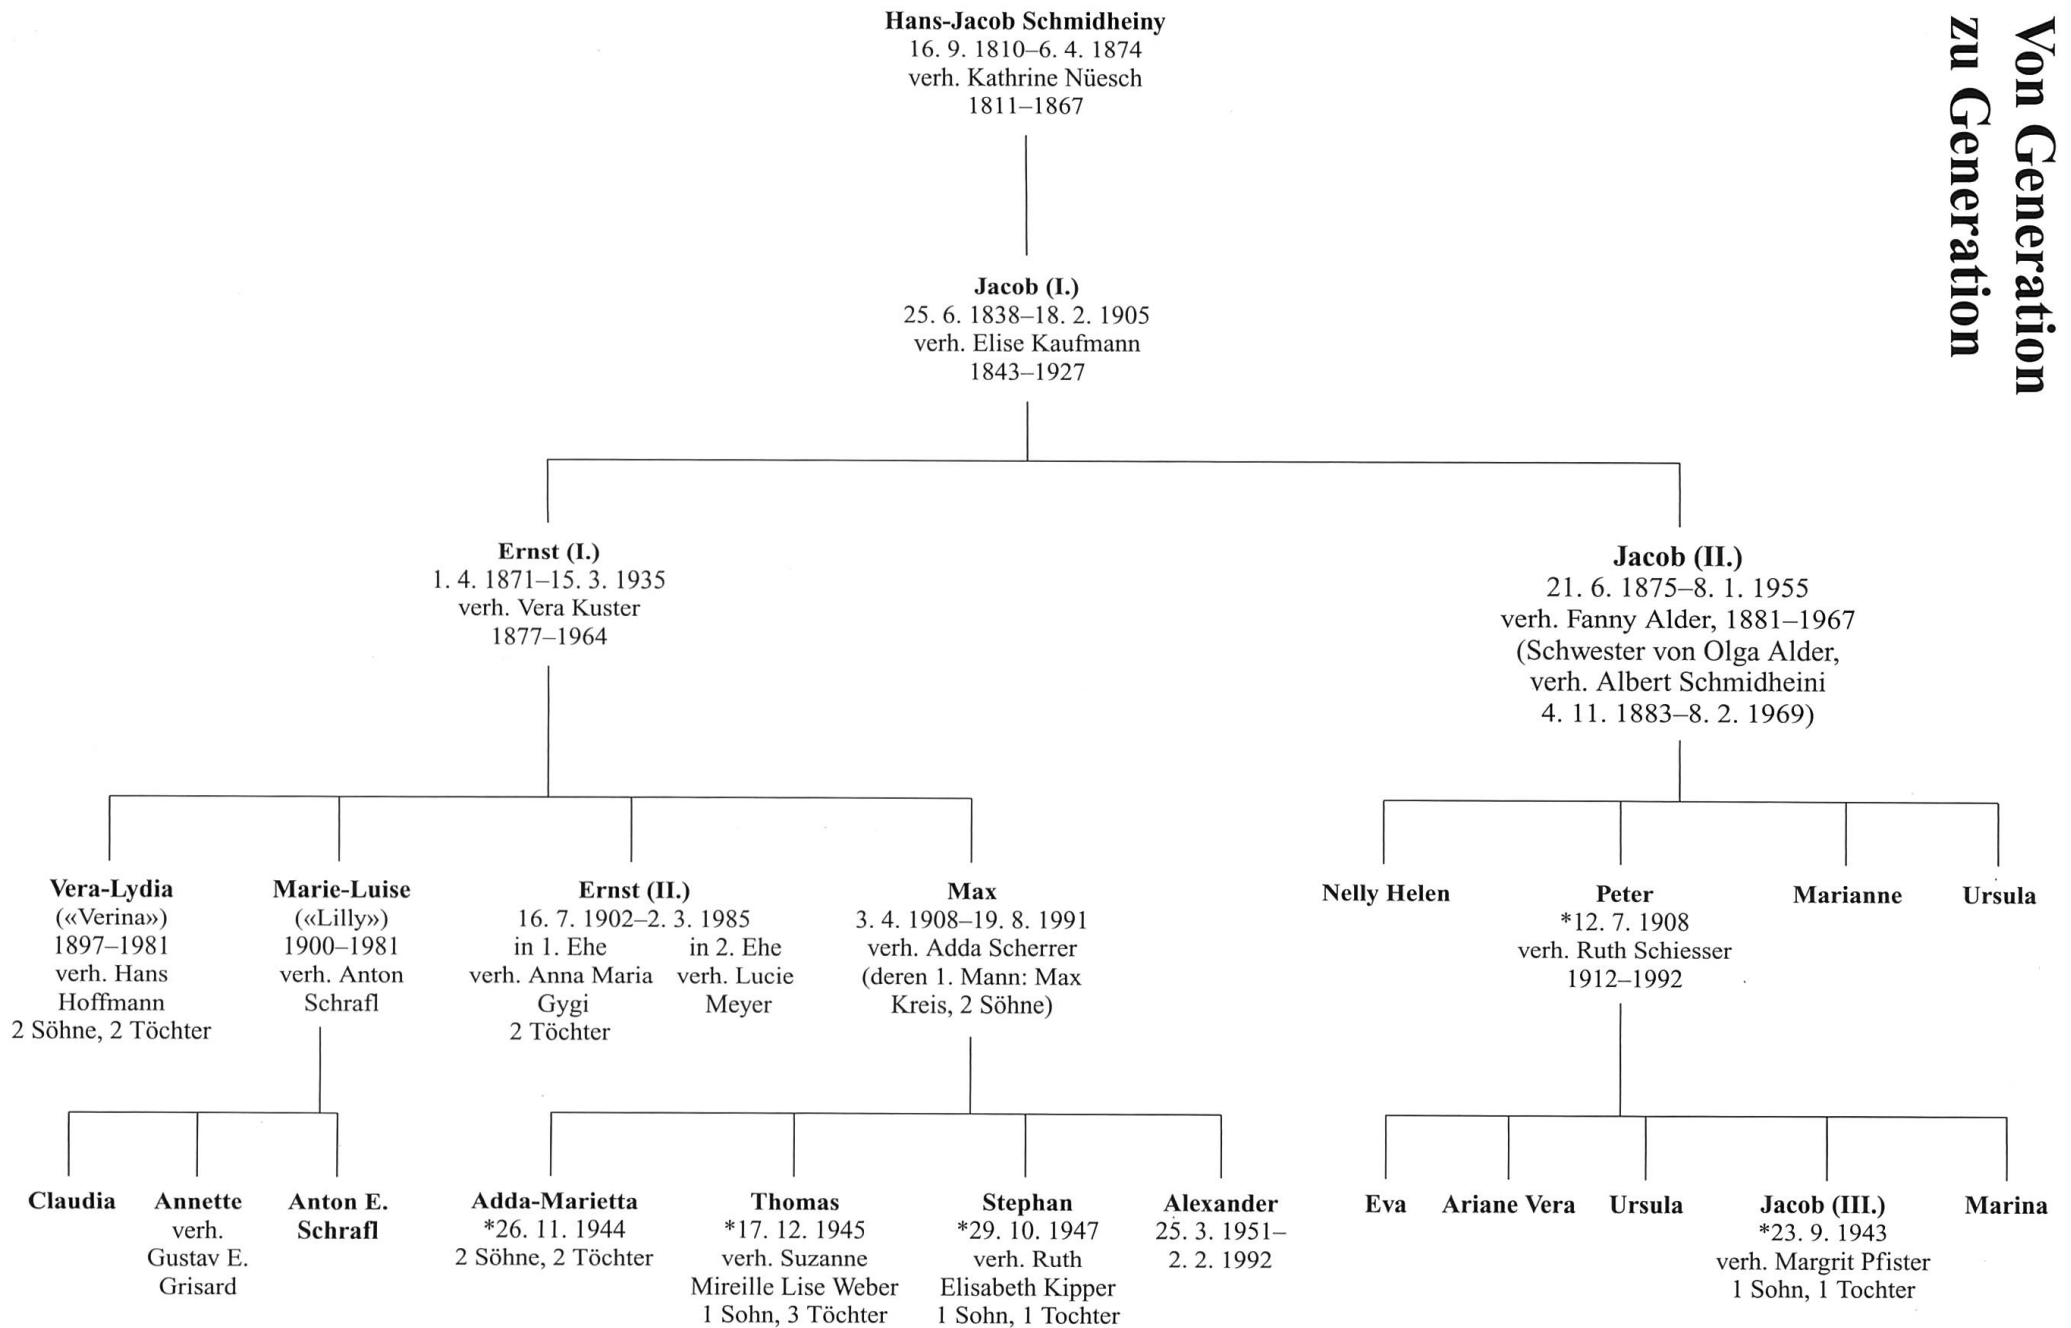 Von Generation
zu Generation
Hans-Jacob Schmidheiny
16. 9. 1810–6. 4. 1874
verh. Kathrine Nüesch
1811–1867
Jacob (I.)
25. 6. 1838–18. 2. 1905
verh. Elise Kaufmann
1843–1927
Ernst (I.)
1. 4. 1871–15. 3. 1935
verh. Vera Kuster
1877–1964
Jacob (II.)
21. 6. 1875–8. 1. 1955
verh. Fanny Alder, 1881–1967
(Schwester von Olga Alder,
verh. Albert Schmidheini
4. 11. 1883–8. 2. 1969)
Vera-Lydia
(«Verina»)
1897–1981
verh. Hans
Hoffmann
2 Söhne, 2 Töchter
Marie-Luise
(«Lilly»)
1900–1981
verh. Anton
Schrafl
Ernst (II.)
16. 7. 1902–2. 3. 1985
in 1. Ehe
verh. Anna Maria
Gygi
2 Töchter
in 2. Ehe
verh. Lucie
Meyer
Max
3. 4. 1908–19. 8. 1991
verh. Adda Scherrer
(deren 1. Mann: Max
Kreis, 2 Söhne)
Nelly Helen
Peter
*12. 7. 1908
verh. Ruth Schiesser
1912–1992
Marianne
Ursula
Claudia
Annette
verh.
Gustav E.
Grisard
Anton E.
Schrafl
Adda-Marietta
*26. 11. 1944
2 Söhne, 2 Töchter
Thomas
*17. 12. 1945
verh. Suzanne
Mireille Lise Weber
1 Sohn, 3 Töchter
Stephan
*29. 10. 1947
verh. Ruth
Elisabeth Kipper
1 Sohn, 1 Tochter
Alexander
25. 3. 1951–
2. 2. 1992
Eva
Ariane Vera
Ursula
Jacob (III.)
*23. 9. 1943
verh. Margrit Pfister
1 Sohn, 1 Tochter
Marina